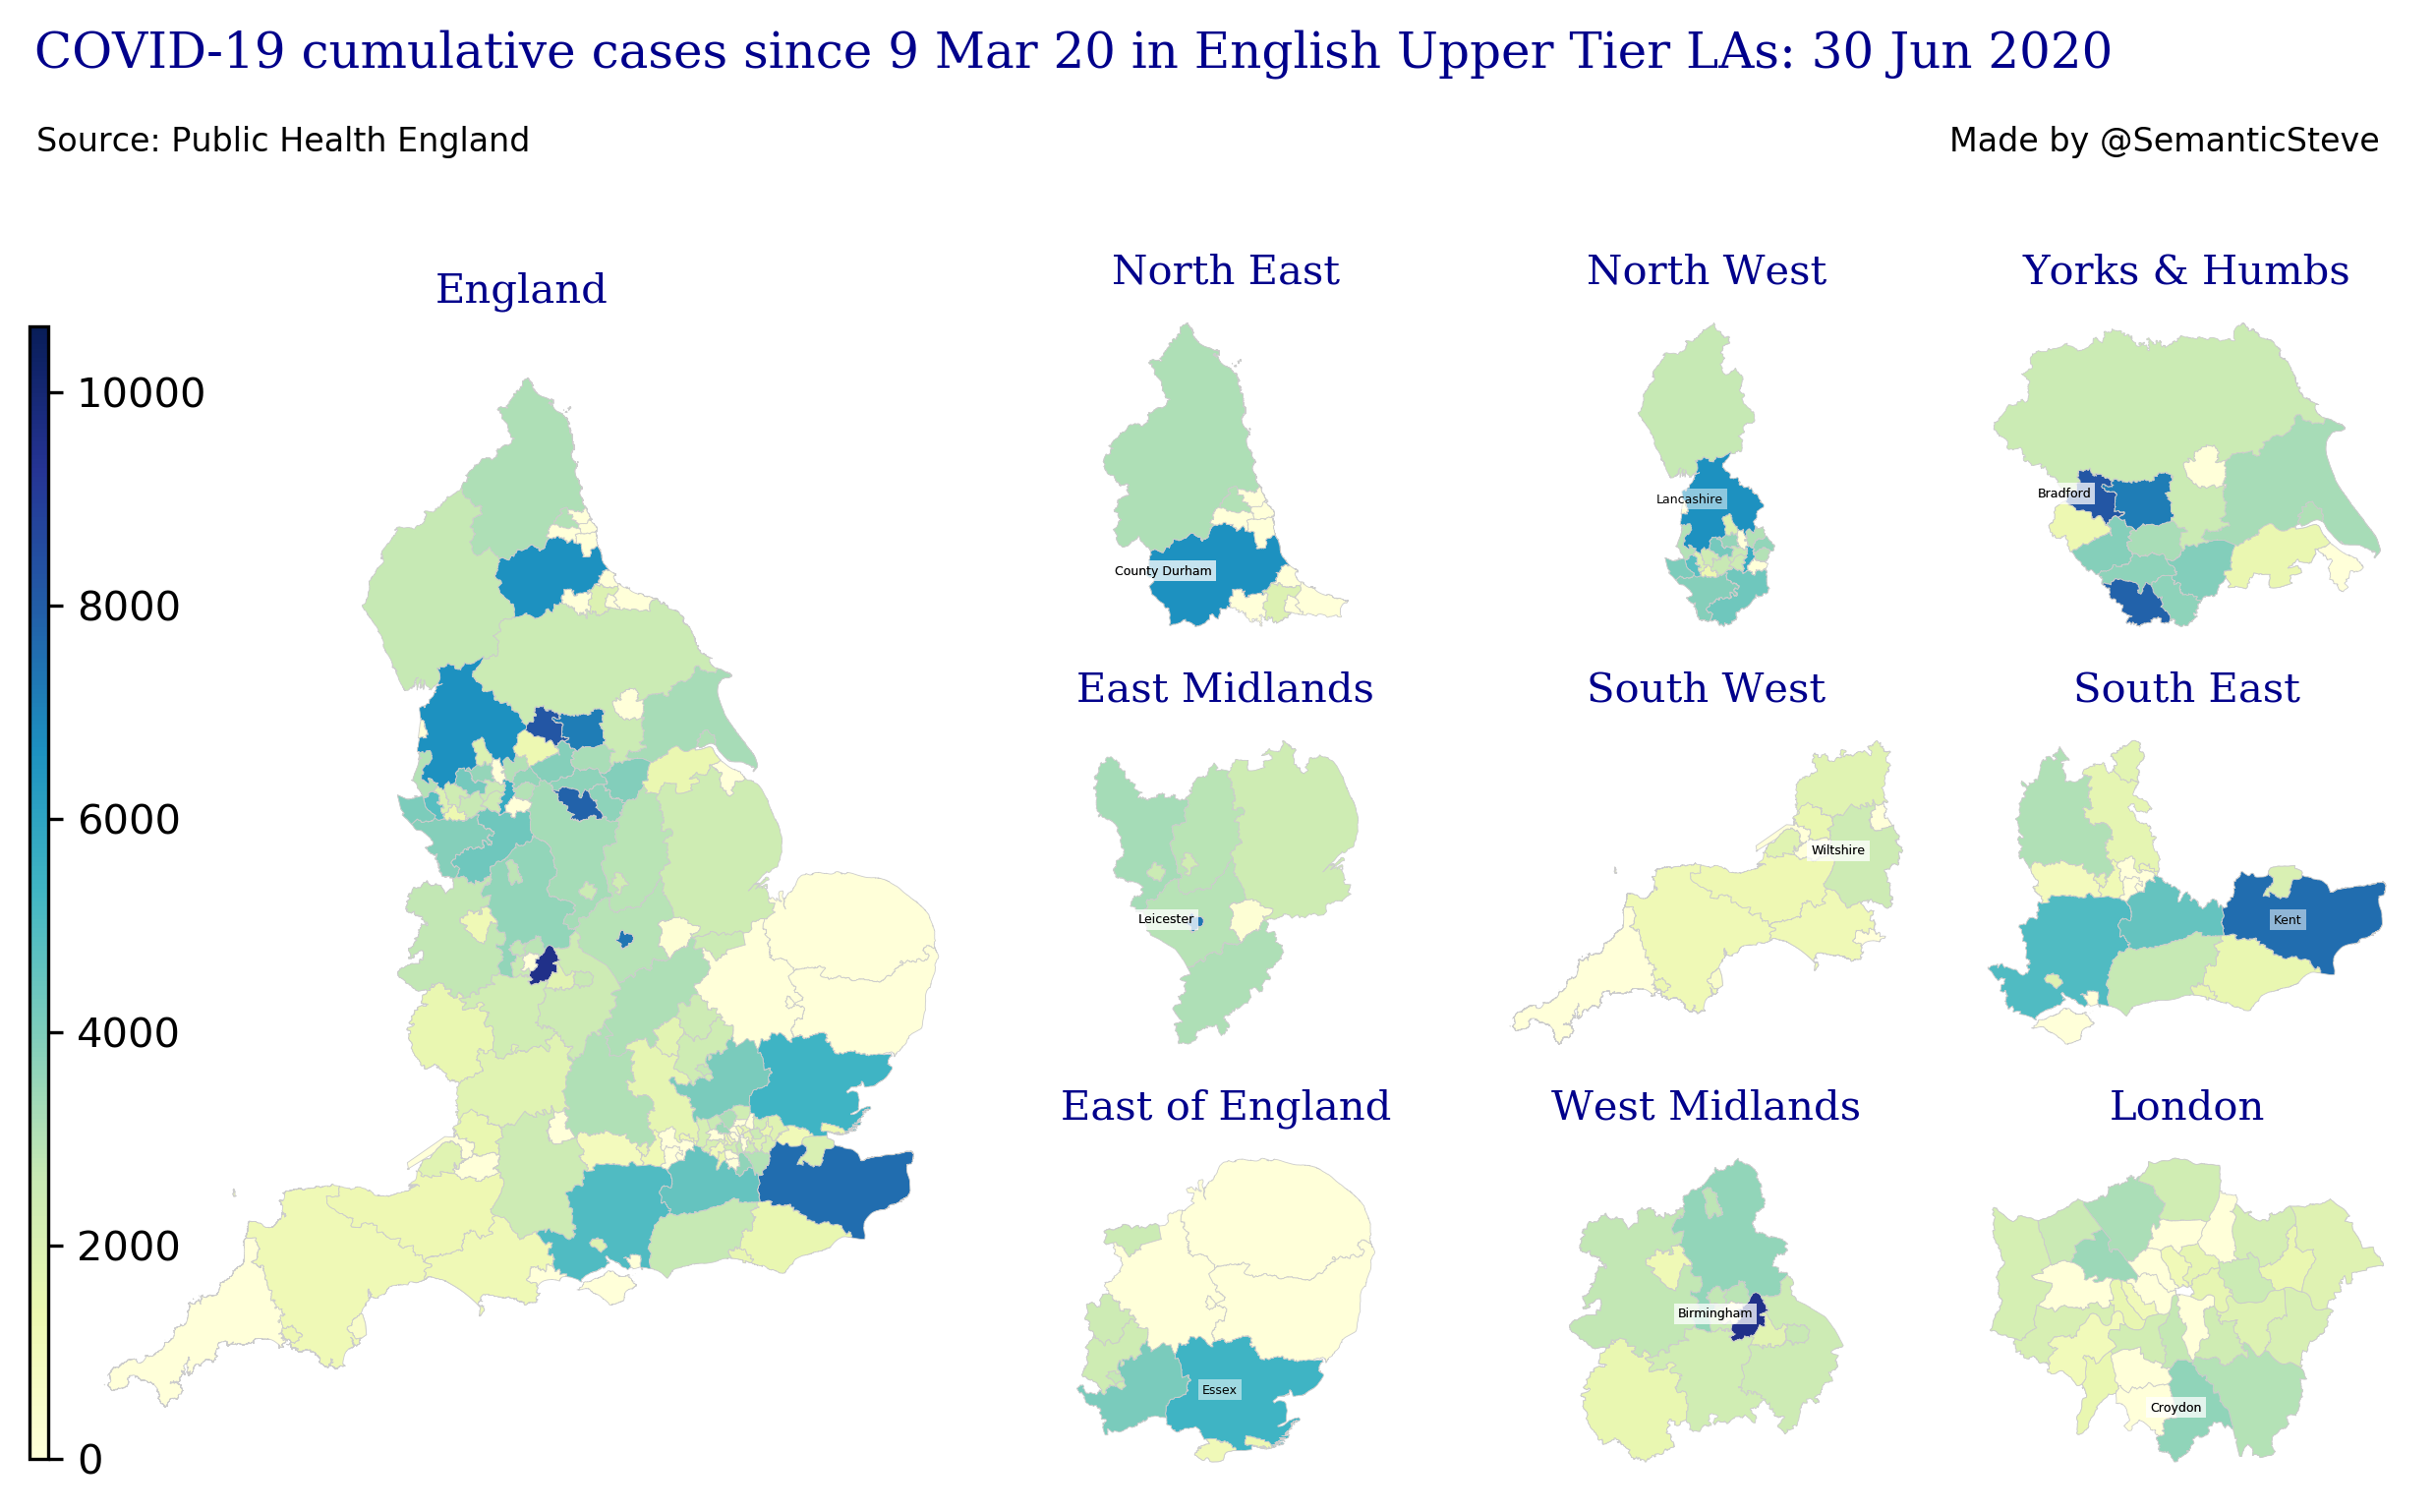 COVID-19 cumulative cases since 9 Mar 20 in English Upper Tier LAs: 30 Jun 2020
Source: Public Health England
Made by @SemanticSteve
England
10000
8000
6000
4000
2000
0
North East
County Durham
North West
Lancashire
Yorks & Humbs
Bradford
East Midlands
Leicester
South West
Wiltshire
South East
Kent
East of England
Essex
West Midlands
Birmingham
London
Croydon